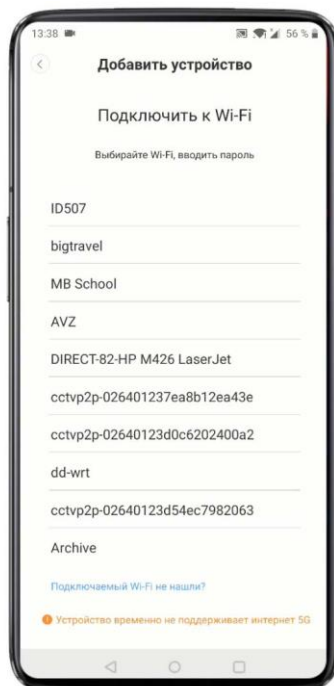 13:38
56 %
Добавить устройство
Подключить к Wi-Fi
Выбирайте Wi-Fi, вводить пароль
ID507
bigtravel
MB School
AVZ
DIRECT-82-HP M426 LaserJet
cctvp2p-026401237ea8b12ea43e
cctvp2p-02640123d0c6202400a2
dd-wrt
cctvp2p-02640123d54ec7982063
Archive
Подключаемый Wi-Fi не нашли?
Устройство временно не поддерживает интернет 5G